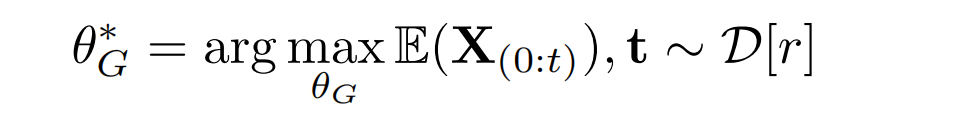 θ*_G = arg max_{θ_G} 𝔼(𝐗_{(0:t)}), 𝐭 ∼ 𝒟[r]